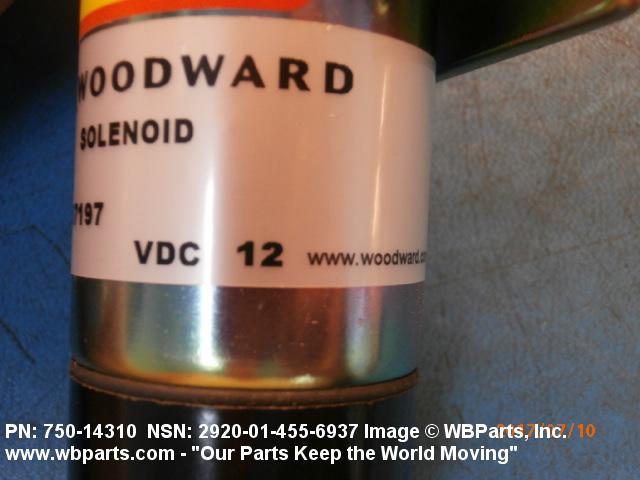 WOODWARD
SOLENOID
7197
VDC 12 www.woodward.co
PN: 750-14310 NSN: 2920-01-455-6937 Image © WBParts, Inc.
www.wbparts.com - "Our Parts Keep the World Moving"